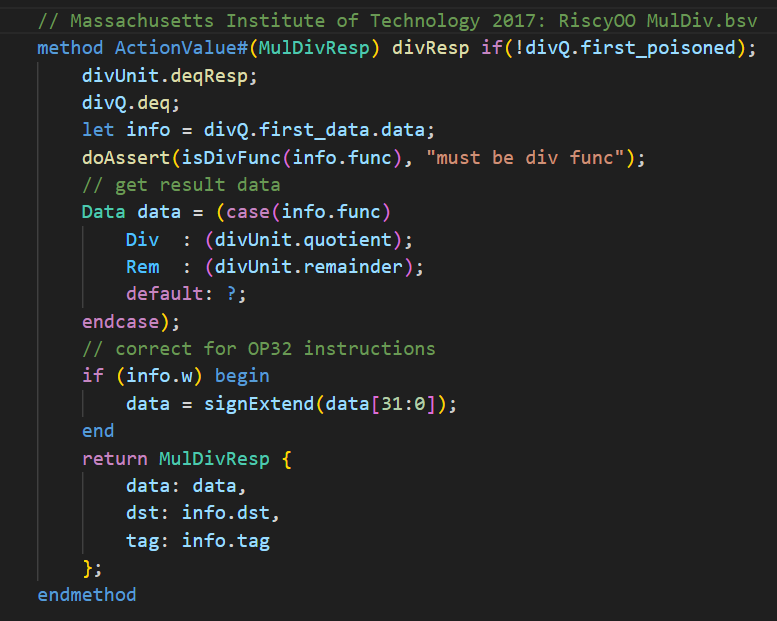 // Massachusetts Institute of Technology 2017: RiscyOO MulDiv.bsv
method ActionValue#(MulDivResp) divResp if(!divQ.first_poisoned);
    divUnit.deqResp;
    divQ.deq;
    let info = divQ.first_data.data;
    doAssert(isDivFunc(info.func), "must be div func");
    // get result data
    Data data = (case(info.func)
        Div  : (divUnit.quotient);
        Rem  : (divUnit.remainder);
        default: ?;
    endcase);
    // correct for OP32 instructions
    if (info.w) begin
        data = signExtend(data[31:0]);
    end
    return MulDivResp {
        data: data,
        dst: info.dst,
        tag: info.tag
    };
endmethod